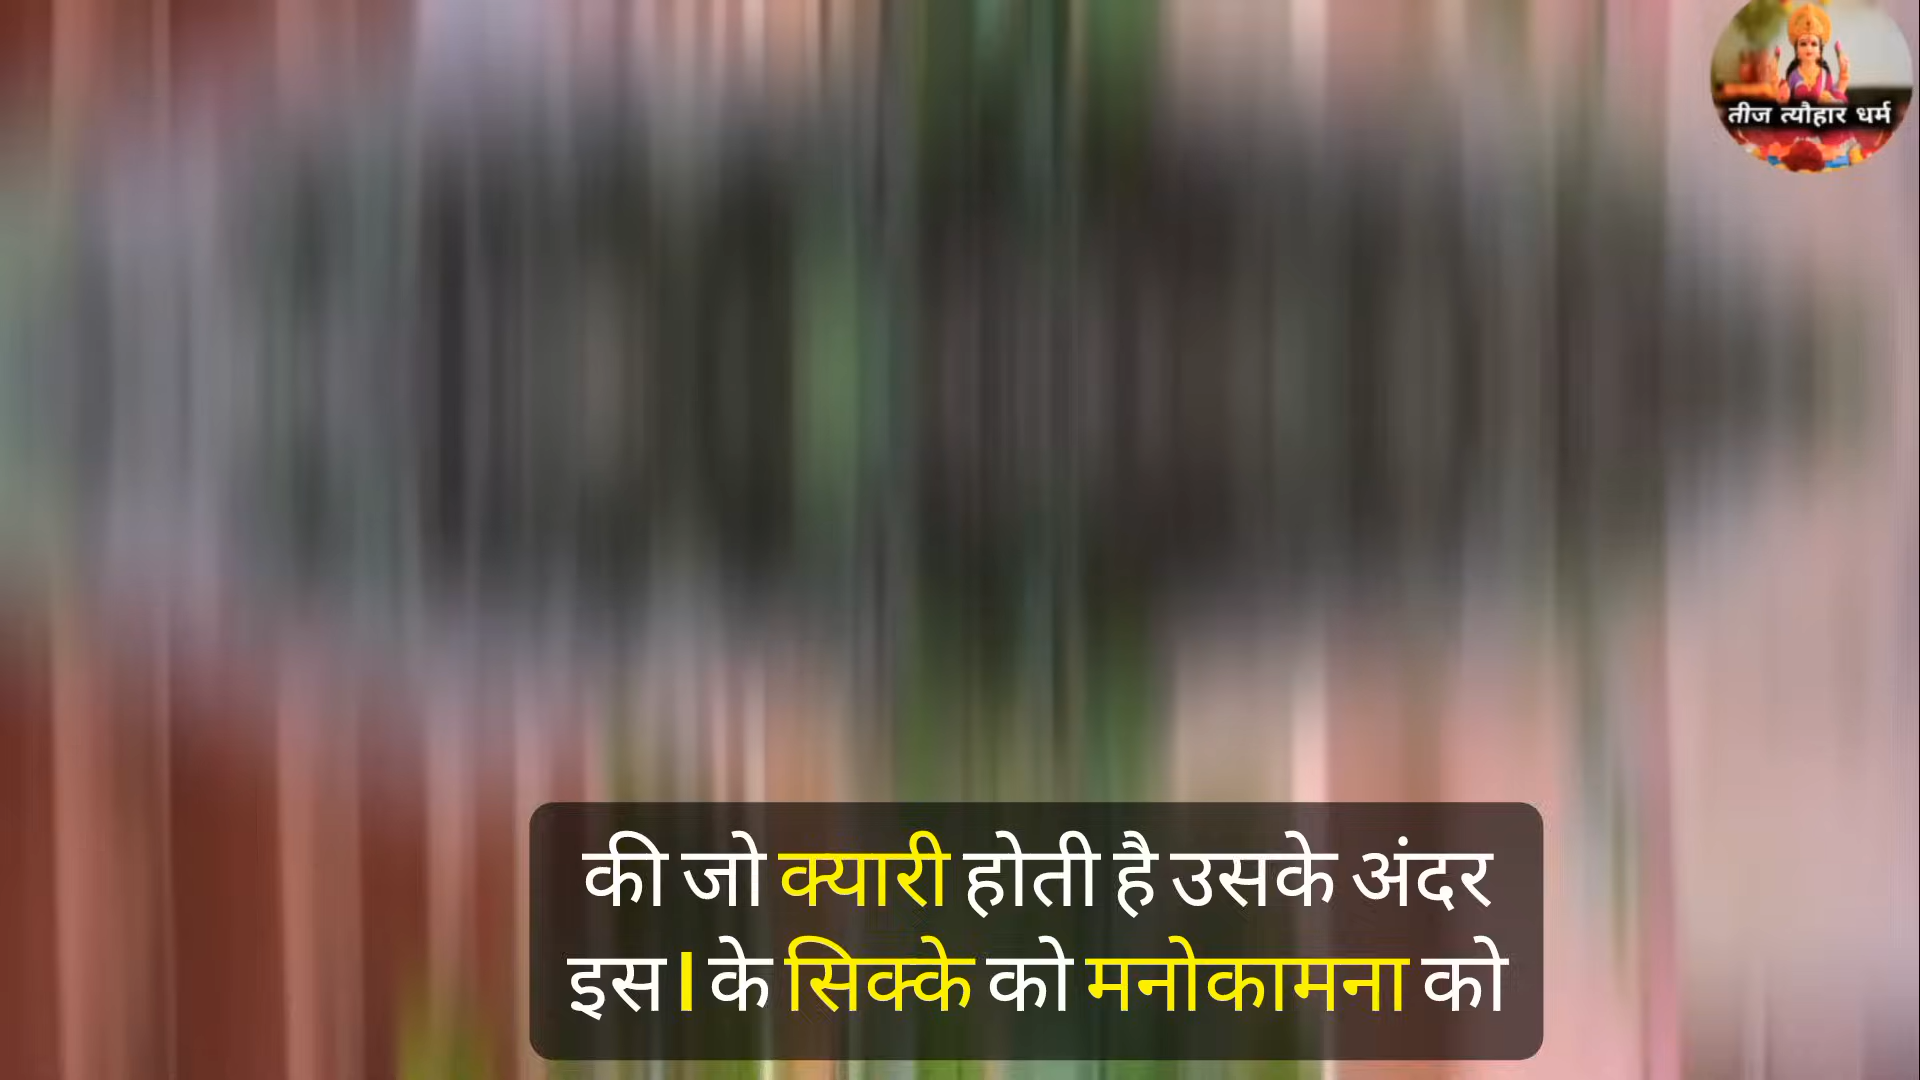 तीज त्यौहार धर्म
की जो क्यारी होती है उसके अंदर
इस l के सिक्के को मनोकामना को